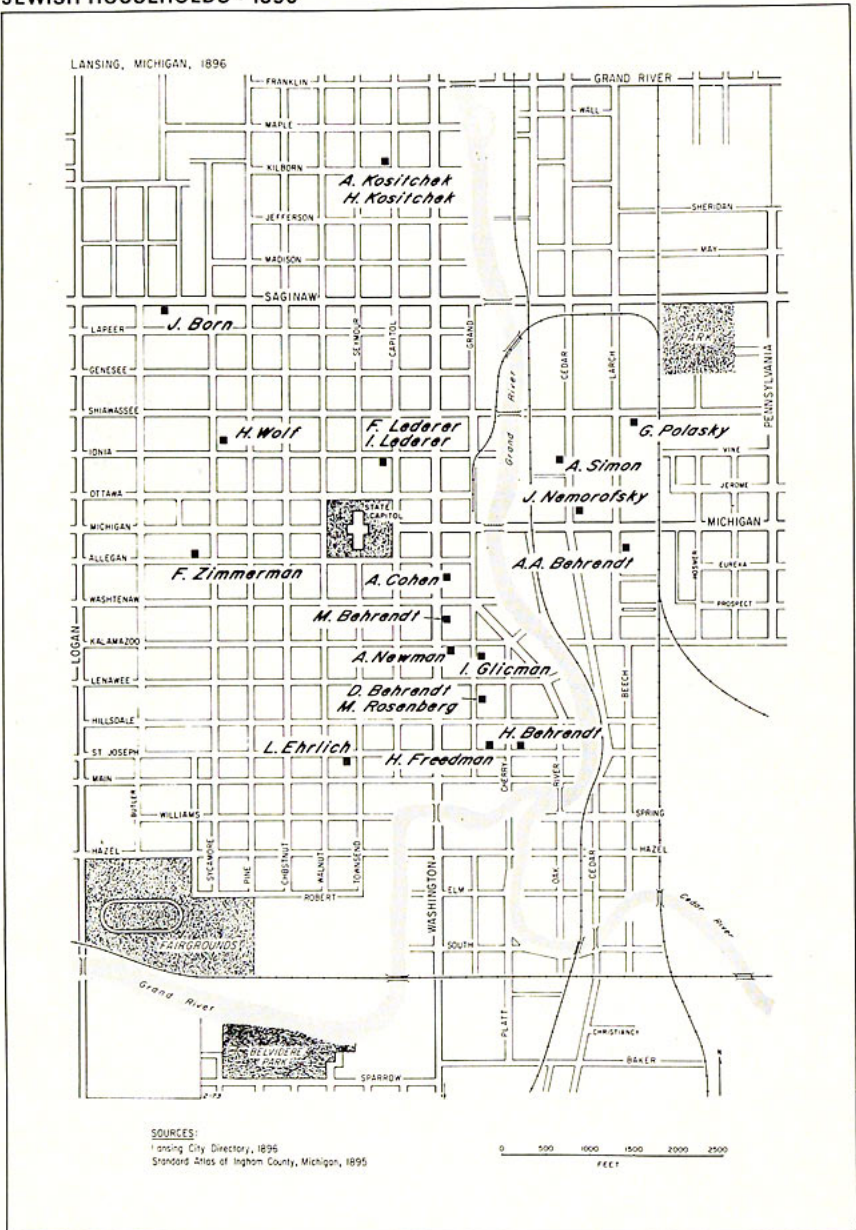 JEWISH HOUSEHOLDS - 1896
LANSING, MICHIGAN, 1896
FRANKLIN
GRAND RIVER
MAPLE
WALL
KILBORN
A. Kositchek
H. Kositchek
JEFFERSON
SHERIDAN
MADISON
MAY
SAGINAW
LAPEER
J. Born
SEYMOUR
CAPITOL
GRAND
Grand River
CEDAR
LARCH
PARK
PENNSYLVANIA
GENESEE
SHIAWASSEE
H. Wolf
F. Lederer
I. Lederer
G. Polasky
IONIA
A. Simon
VINE
OTTAWA
J. Nemorofsky
JEROME
STATE
CAPITOL
MICHIGAN
MICHIGAN
ALLEGAN
F. Zimmerman
A. Cohen
A.A. Behrendt
HOSMER
EUREKA
WASHTENAW
PROSPECT
M. Behrendt
LOGAN
KALAMAZOO
A. Newman
I. Glicman
LENAWEE
BEECH
D. Behrendt
M. Rosenberg
HILLSDALE
H. Behrendt
ST JOSEPH
L. Ehrlich
H. Freedman
MAIN
CHERRY
RIVER
BUTLER
WILLIAMS
SPRING
HAZEL
HAZEL
SYCAMORE
PINE
CHBSTNUT
WALNUT
TOWNSEND
WASHINGTON
OAK
CEDAR
ROBERT
ELM
Cedar River
FAIRGROUNDS
SOUTH
Grand River
PLATT
CHRISTIANCY
BELVIDERE
PARK
BAKER
N
SPARROW
2-73
SOURCES:
Lansing City Directory, 1896
Standard Atlas of Ingham County, Michigan, 1895
0 500 1000 1500 2000 2500
FEET